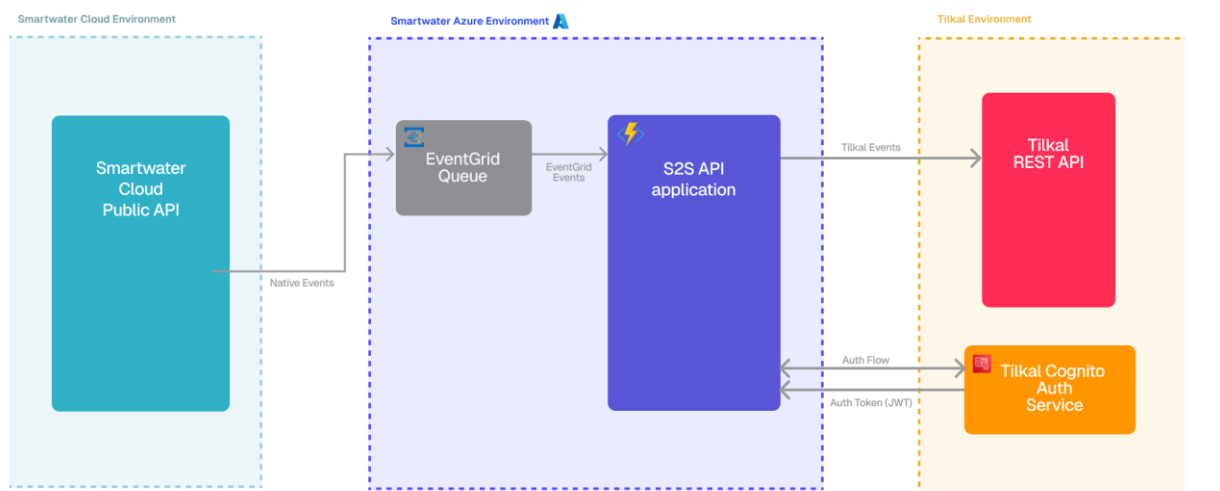 Smartwater Cloud Environment
Smartwater Azure Environment
Tilkal Environment
Smartwater
Cloud
Public API
Native Events
EventGrid
Queue
EventGrid
Events
S2S API
application
Tilkal Events
Tilkal
REST API
Auth Flow
Auth Token (JWT)
Tilkal Cognito
Auth
Service